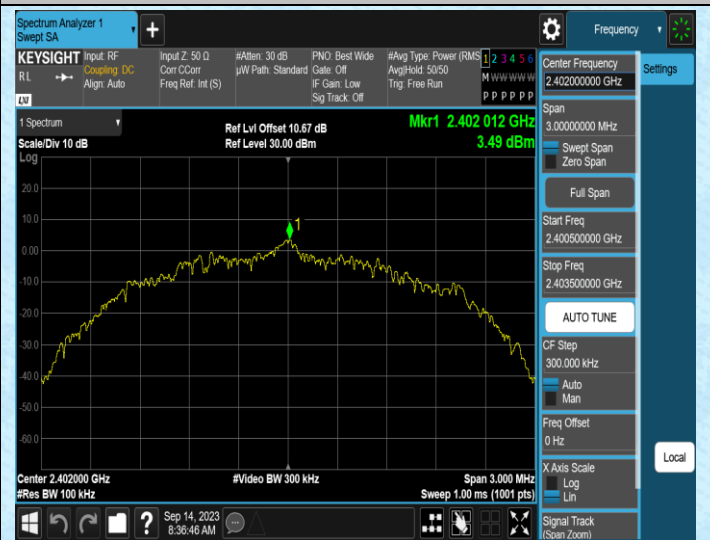 Spectrum Analyzer 1
Swept SA
+
Frequency
KEYSIGHT
Input: RF
Coupling: DC
Align: Auto
Input Z: 50 Ω
Corr CCorr
Freq Ref: Int (S)
#Atten: 30 dB
µW Path: Standard
PNO: Best Wide
Gate: Off
IF Gain: Low
Sig Track: Off
#Avg Type: Power (RMS
Avg|Hold: 50/50
Trig: Free Run
1 2 3 4 5 6
M W W W W W
P P P P P P
R L
LNI
Center Frequency
2.402000000 GHz
Settings
Span
3.00000000 MHz
Swept Span
Zero Span
Full Span
Start Freq
2.400500000 GHz
Stop Freq
2.403500000 GHz
AUTO TUNE
CF Step
300.000 kHz
Auto
Man
Freq Offset
0 Hz
X Axis Scale
Log
Lin
Local
Signal Track
(Span Zoom)
1 Spectrum
Scale/Div 10 dB
Log
Ref Lvl Offset 10.67 dB
Ref Level 30.00 dBm
Mkr1 2.402 012 GHz
3.49 dBm
20.0
10.0
1
0.00
-10.0
-20.0
-30.0
-40.0
-50.0
-60.0
Center 2.402000 GHz
#Res BW 100 kHz
#Video BW 300 kHz
Span 3.000 MHz
Sweep 1.00 ms (1001 pts)
?
Sep 14, 2023
8:36:46 AM